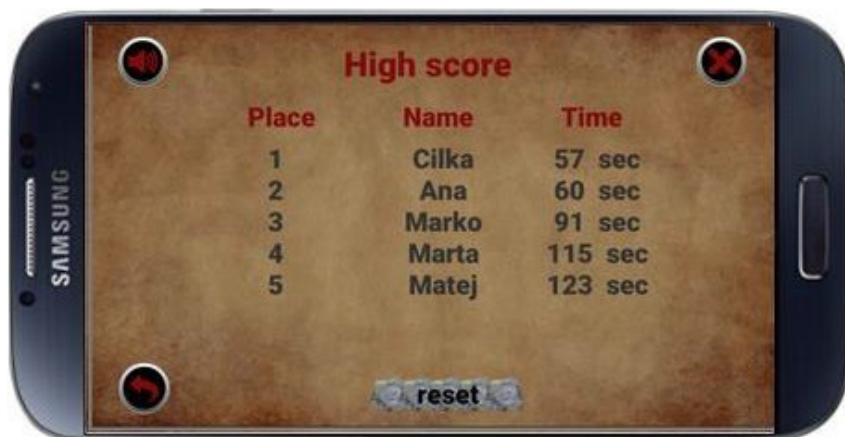 SAMSUNG
High score
Place Name Time
1 Cilka 57 sec
2 Ana 60 sec
3 Marko 91 sec
4 Marta 115 sec
5 Matej 123 sec
reset